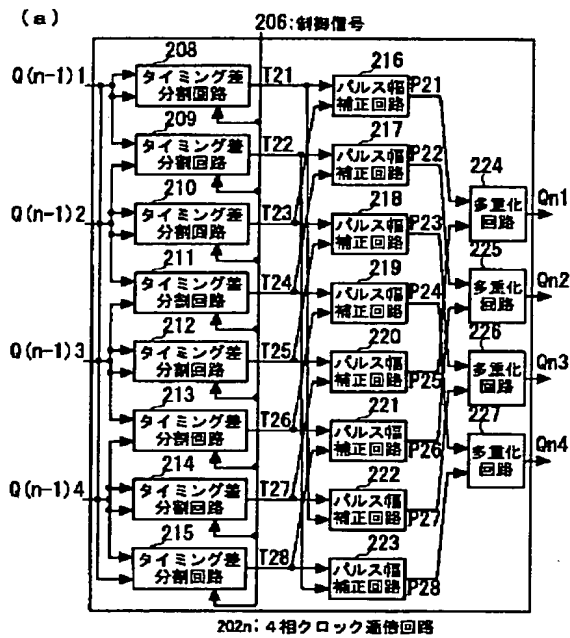 (a)
206:制御信号
208
タイミング差
分割回路
T21
216
パルス幅
補正回路
P21
Q(n-1)1
209
タイミング差
分割回路
T22
217
パルス幅
補正回路
P22
224
多重化
回路
Qn1
210
タイミング差
分割回路
T23
218
パルス幅
補正回路
P23
Q(n-1)2
211
タイミング差
分割回路
T24
219
パルス幅
補正回路
P24
225
多重化
回路
Qn2
212
タイミング差
分割回路
T25
220
パルス幅
補正回路
P25
Q(n-1)3
226
多重化
回路
Qn3
213
タイミング差
分割回路
T26
221
パルス幅
補正回路
P26
227
多重化
回路
Qn4
214
タイミング差
分割回路
T27
222
パルス幅
補正回路
P27
Q(n-1)4
215
タイミング差
分割回路
T28
223
パルス幅
補正回路
P28
202n:4相クロック逓倍回路